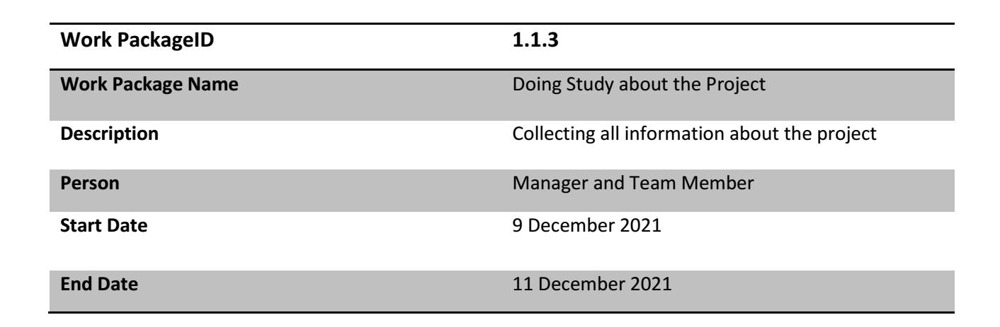 Work PackageID 1.1.3
Work Package Name Doing Study about the Project
Description Collecting all information about the project
Person Manager and Team Member
Start Date 9 December 2021
End Date 11 December 2021